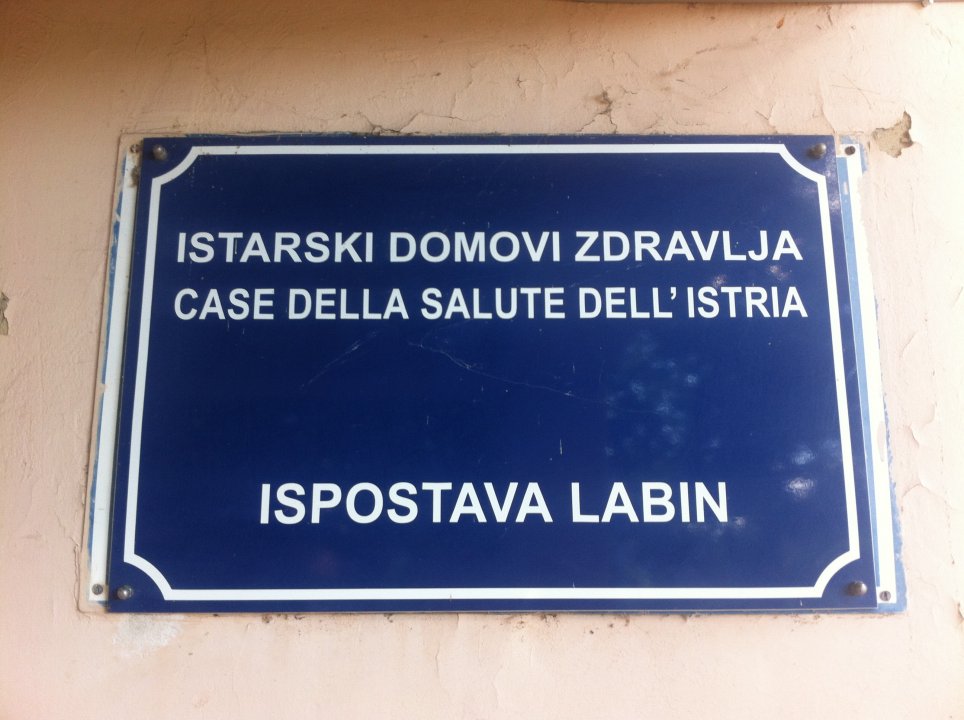 ISTARSKI DOMOVI ZDRAVLJA
CASE DELLA SALUTE DELL' ISTRIA
ISPOSTAVA LABIN